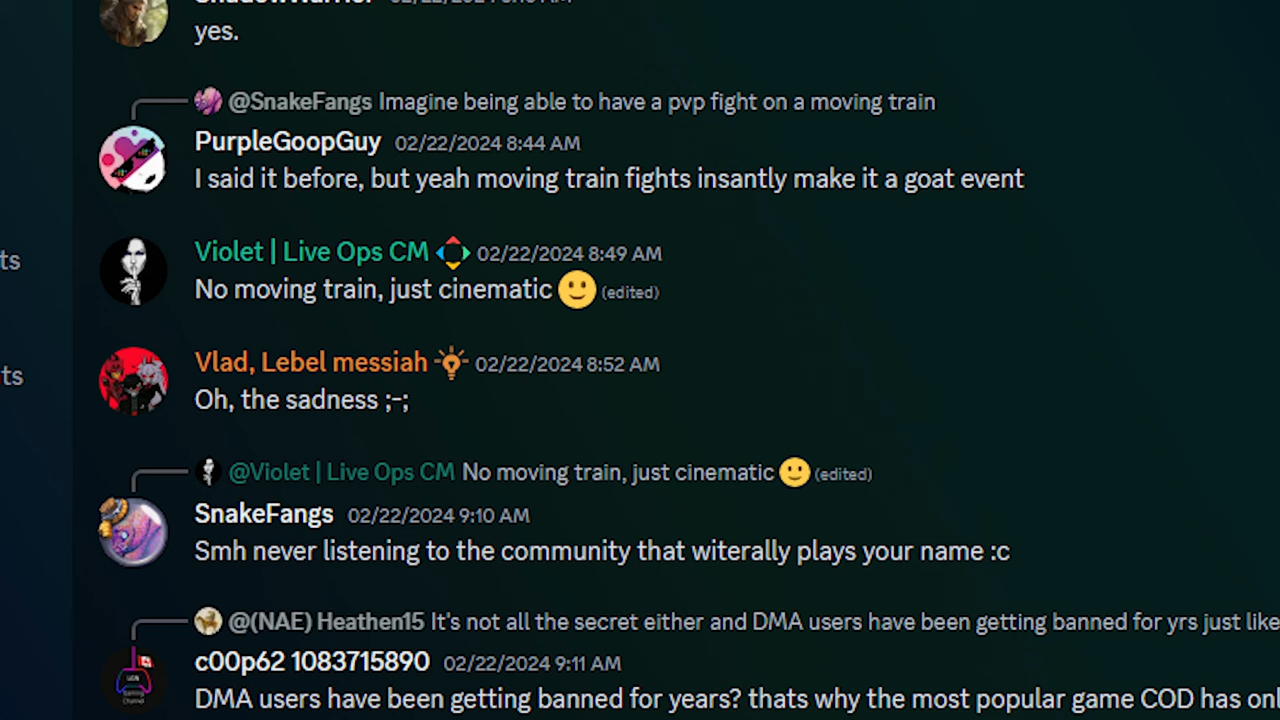 yes.
@SnakeFangs Imagine being able to have a pvp fight on a moving train
PurpleGoopGuy 02/22/2024 8:44 AM
I said it before, but yeah moving train fights insantly make it a goat event
ts
Violet | Live Ops CM 02/22/2024 8:49 AM
No moving train, just cinematic 🙂 (edited)
Vlad, Lebel messiah 02/22/2024 8:52 AM
ts
Oh, the sadness ;-;
@Violet | Live Ops CM No moving train, just cinematic 🙂 (edited)
SnakeFangs 02/22/2024 9:10 AM
Smh never listening to the community that witerally plays your name :c
@(NAE) Heathen15 It's not all the secret either and DMA users have been getting banned for yrs just like
c00p62 1083715890 02/22/2024 9:11 AM
DMA users have been getting banned for years? thats why the most popular game COD has onl